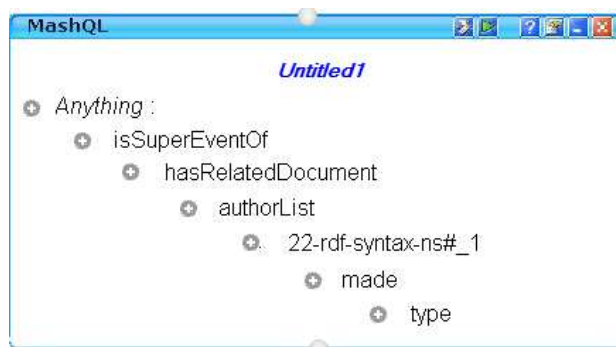 MashQL
Untitled1
Anything :
isSuperEventOf
hasRelatedDocument
authorList
22-rdf-syntax-ns#_1
made
type